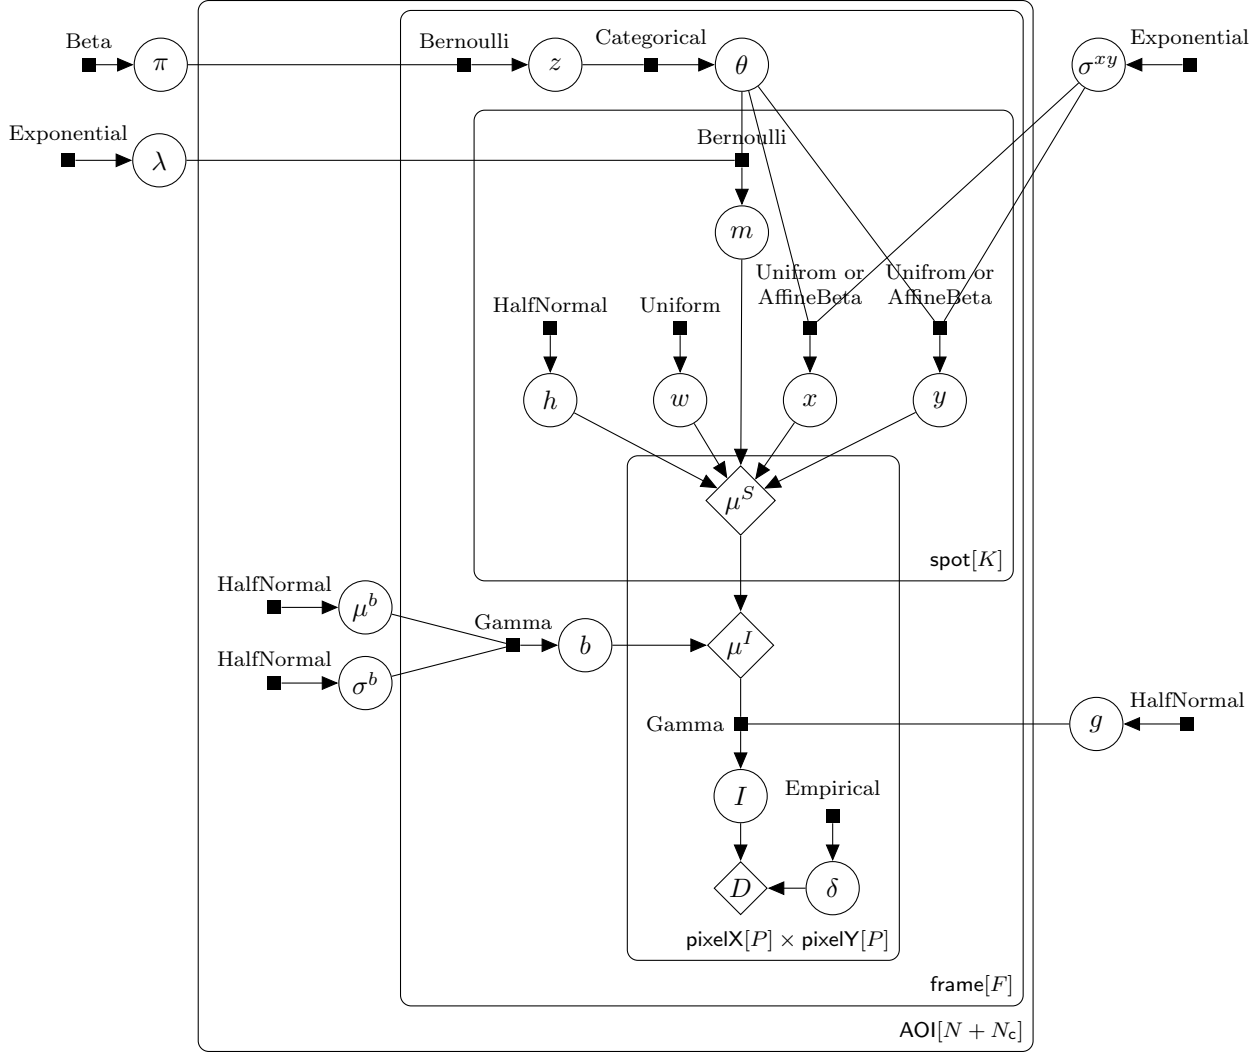 Beta
π
Bernoulli
z
Categorical
θ
σ^{xy}
Exponential
Exponential
λ
Bernoulli
m
HalfNormal
Uniform
Unifrom or
AffineBeta
Unifrom or
AffineBeta
h
w
x
y
μ^S
spot[K]
HalfNormal
μ^b
HalfNormal
σ^b
Gamma
b
μ^I
Gamma
g
HalfNormal
I
Empirical
D
δ
pixelX[P] × pixelY[P]
frame[F]
AOI[N + N_c]